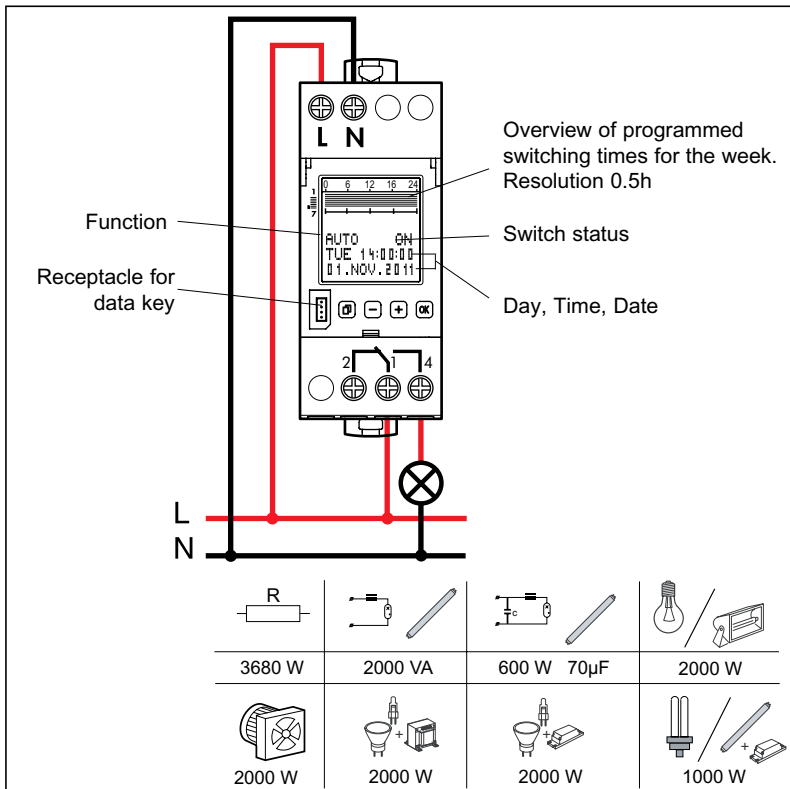 L N
Overview of programmed
switching times for the week.
Resolution 0.5h
0 6 12 16 24
1
7
Function
AUTO ON
Switch status
TUE 14:00:00
01.NOV.2011
Receptacle for
data key
Day, Time, Date
OK
2 1 4
L
N
R
C
3680 W
2000 VA
600 W 70µF
2000 W
2000 W
2000 W
2000 W
1000 W